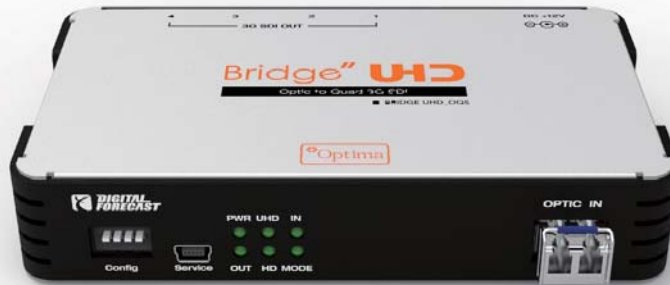 4 3 2 1
3G SDI OUT
DC +12V
Bridge" UHD
Optic to Quad 3G SDI
BRIDGE UHD_OQS
Optima
DIGITAL
FORECAST
OPTIC IN
PWR UHD IN
Config
Service
OUT HD MODE